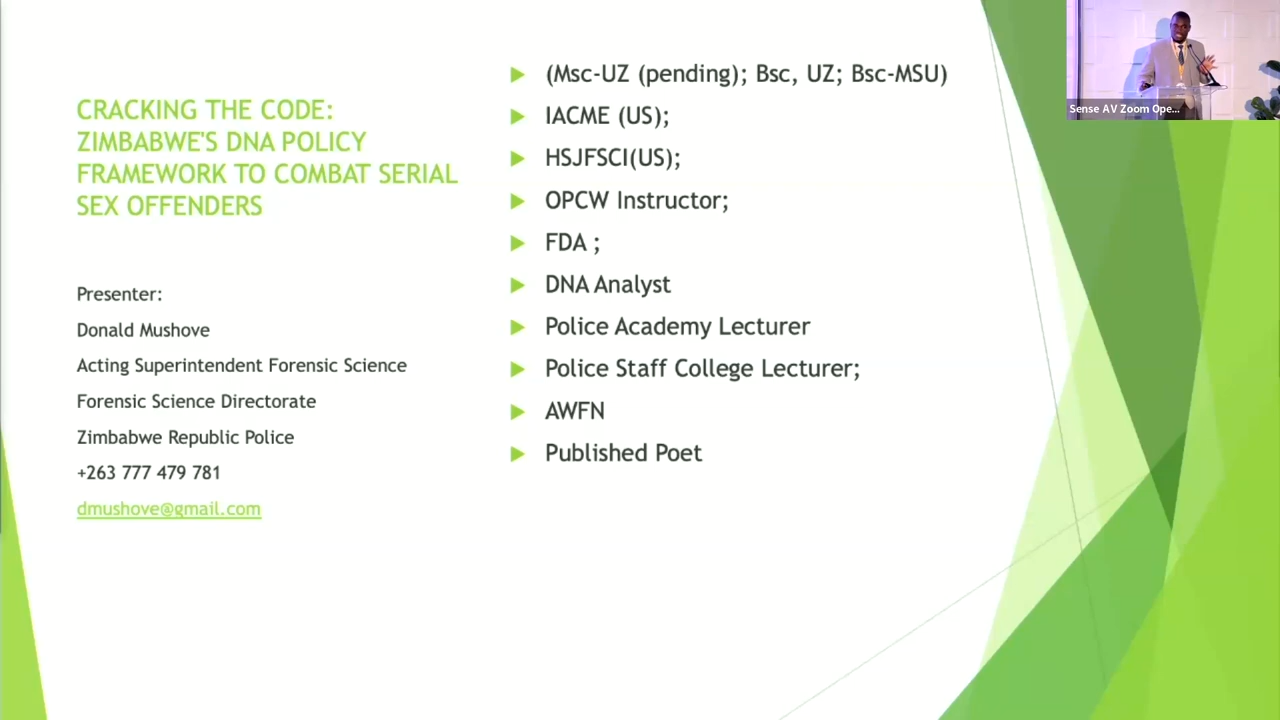 CRACKING THE CODE:
ZIMBABWE'S DNA POLICY
FRAMEWORK TO COMBAT SERIAL
SEX OFFENDERS
Presenter:
Donald Mushove
Acting Superintendent Forensic Science
Forensic Science Directorate
Zimbabwe Republic Police
+263 777 479 781
dmushove@gmail.com
(Msc-UZ (pending); Bsc, UZ; Bsc-MSU)
IACME (US);
HSJFSCI(US);
OPCW Instructor;
FDA ;
DNA Analyst
Police Academy Lecturer
Police Staff College Lecturer;
AWFN
Published Poet
Sense AV Zoom Ope...